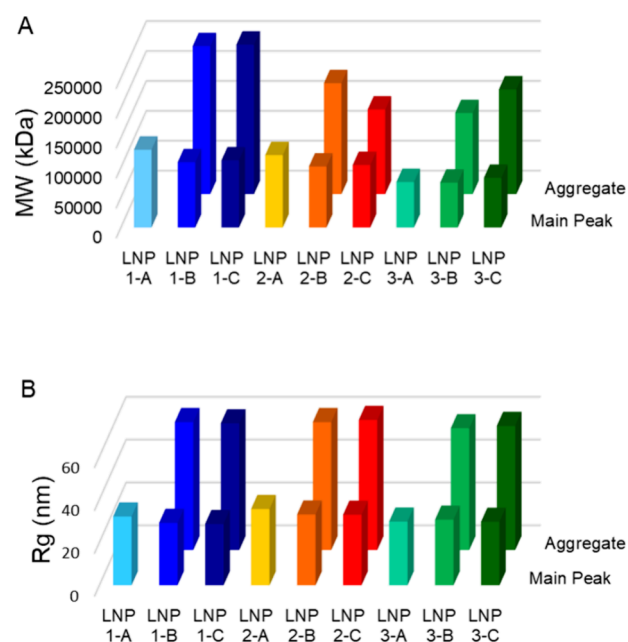 A
MW (kDa)
250000
200000
150000
100000
50000
0
Aggregate
Main Peak
LNP LNP LNP LNP LNP LNP LNP LNP LNP
1-A 1-B 1-C 2-A 2-B 2-C 3-A 3-B 3-C
B
Rg (nm)
60
40
20
0
Aggregate
Main Peak
LNP LNP LNP LNP LNP LNP LNP LNP LNP
1-A 1-B 1-C 2-A 2-B 2-C 3-A 3-B 3-C